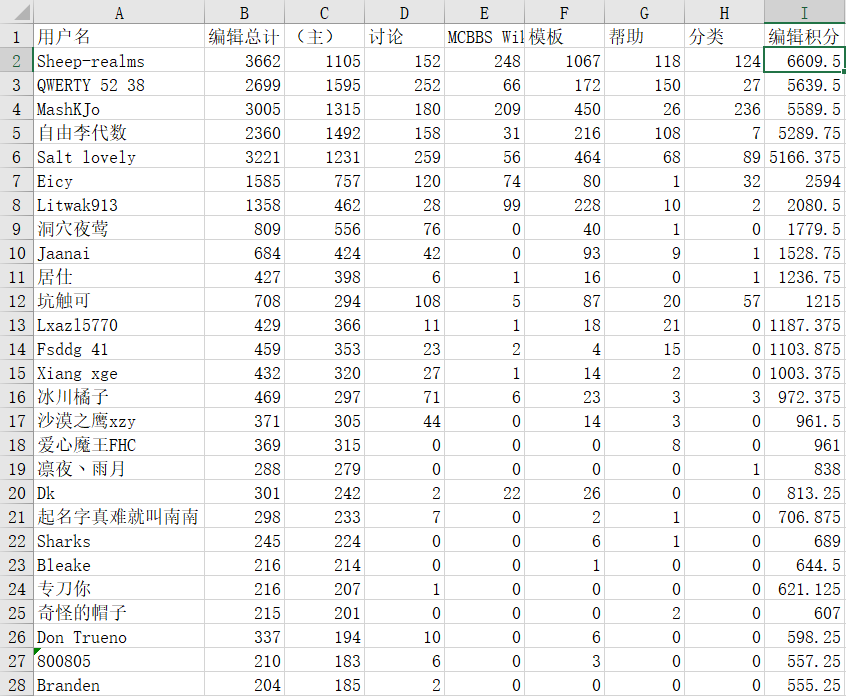 A B C D E F G H I
1 用户名 编辑总计 （主） 讨论 MCBBS Wil 模板 帮助 分类 编辑积分
2 Sheep-realms 3662 1105 152 248 1067 118 124 6609.5
3 QWERTY 52 38 2699 1595 252 66 172 150 27 5639.5
4 MashKJo 3005 1315 180 209 450 26 236 5589.5
5 自由李代数 2360 1492 158 31 216 108 7 5289.75
6 Salt lovely 3221 1231 259 56 464 68 89 5166.375
7 Eicy 1585 757 120 74 80 1 32 2594
8 Litwak913 1358 462 28 99 228 10 2 2080.5
9 洞穴夜莺 809 556 76 0 40 1 0 1779.5
10 Jaanai 684 424 42 0 93 9 1 1528.75
11 居仕 427 398 6 1 16 0 1 1236.75
12 坑触可 708 294 108 5 87 20 57 1215
13 Lxazl5770 429 366 11 1 18 21 0 1187.375
14 Fsddg 41 459 353 23 2 4 15 0 1103.875
15 Xiang xge 432 320 27 1 14 2 0 1003.375
16 冰川橘子 469 297 71 6 23 3 3 972.375
17 沙漠之鹰xzy 371 305 44 0 14 3 0 961.5
18 爱心魔王FHC 369 315 0 0 0 8 0 961
19 凛夜丶雨月 288 279 0 0 0 0 1 838
20 Dk 301 242 2 22 26 0 0 813.25
21 起名字真难就叫南南 298 233 7 0 2 1 0 706.875
22 Sharks 245 224 0 0 6 1 0 689
23 Bleake 216 214 0 0 1 0 0 644.5
24 专刀你 216 207 1 0 0 0 0 621.125
25 奇怪的帽子 215 201 0 0 0 2 0 607
26 Don Trueno 337 194 10 0 6 0 0 598.25
27 800805 210 183 6 0 3 0 0 557.25
28 Branden 204 185 2 0 0 0 0 555.25